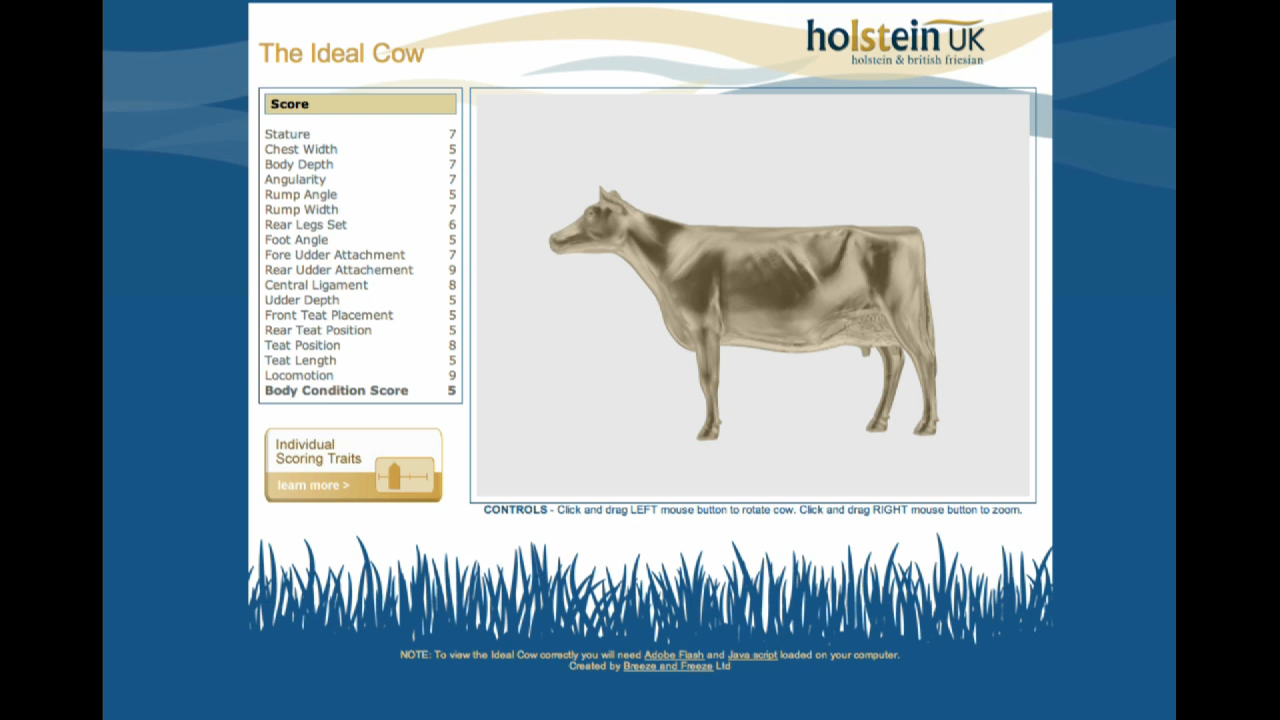 The Ideal Cow
holstein UK
holstein & british friesian
Score
Stature 7
Chest Width 5
Body Depth 7
Angularity 7
Rump Angle 5
Rump Width 7
Rear Legs Set 6
Foot Angle 5
Fore Udder Attachment 7
Rear Udder Attachement 9
Central Ligament 8
Udder Depth 5
Front Teat Placement 5
Rear Teat Position 5
Teat Position 8
Teat Length 5
Locomotion 9
Body Condition Score 5
Individual
Scoring Traits
learn more >
CONTROLS - Click and drag LEFT mouse button to rotate cow. Click and drag RIGHT mouse button to zoom.
NOTE: To view the Ideal Cow correctly you will need Adobe Flash and Java script loaded on your computer.
Created by Breeze and Freeze Ltd